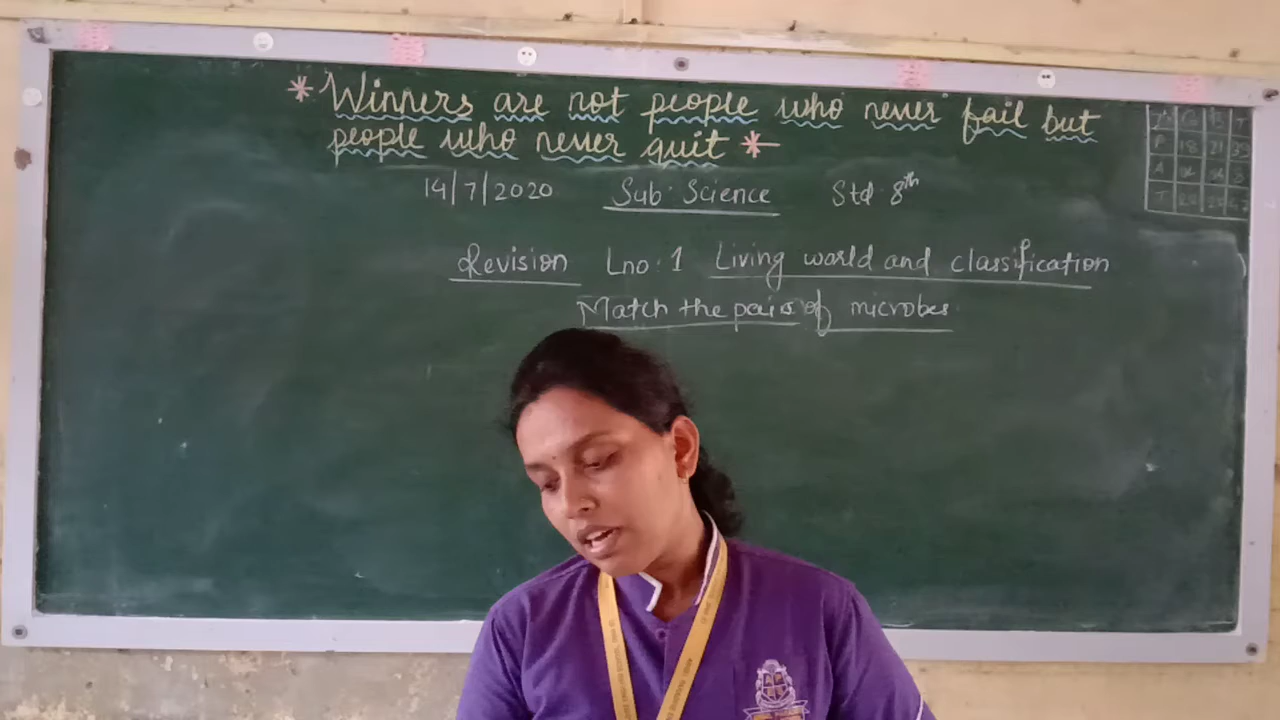 * Winners are not people who never fail but
people who never quit *
14/7/2020 Sub: Science Std 8th
Revision Lno: 1 Living world and classification
Match the pairs of microbes.